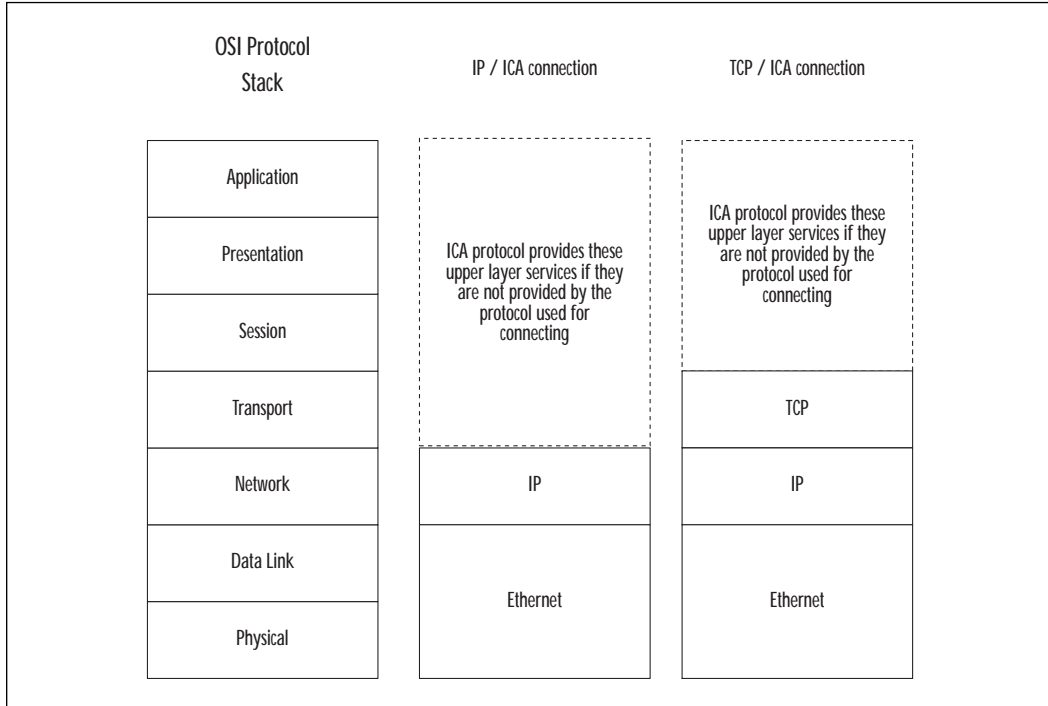 OSI Protocol
Stack
IP / ICA connection
TCP / ICA connection
Application
Presentation
Session
Transport
Network
Data Link
Physical
ICA protocol provides these
upper layer services if they
are not provided by the
protocol used for
connecting
IP
Ethernet
ICA protocol provides these
upper layer services if they
are not provided by the
protocol used for
connecting
TCP
IP
Ethernet